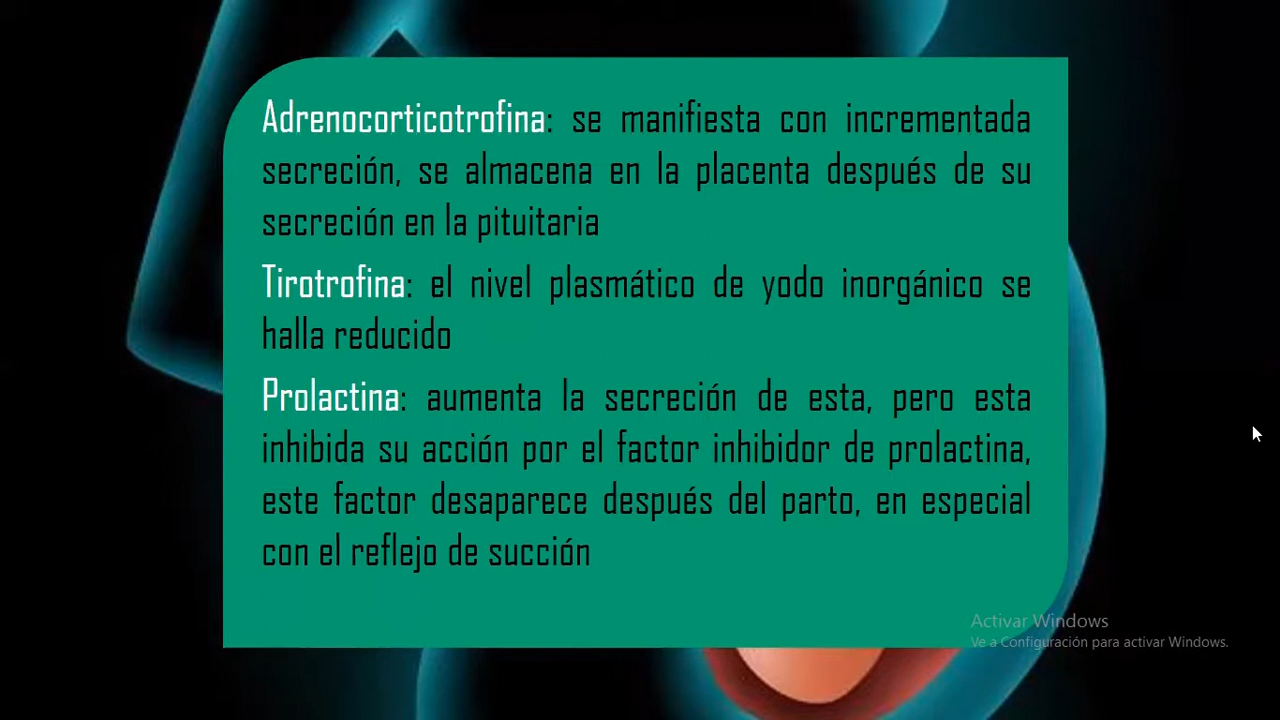 Adrenocorticotrofina: se manifiesta con incrementada
secreción, se almacena en la placenta después de su
secreción en la pituitaria
Tirotrofina: el nivel plasmático de yodo inorgánico se
halla reducido
Prolactina: aumenta la secreción de esta, pero esta
inhibida su acción por el factor inhibidor de prolactina,
este factor desaparece después del parto, en especial
con el reflejo de succión
Activar Windows
Ve a Configuración para activar Windows.